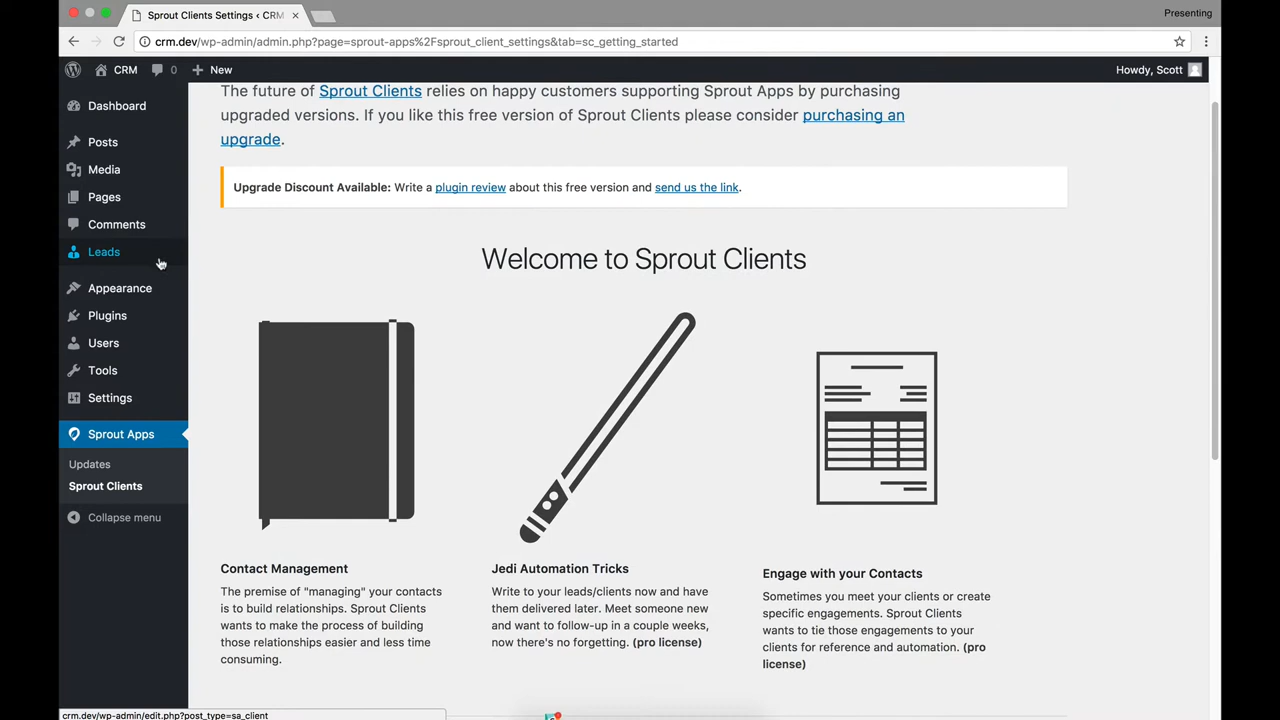 Sprout Clients Settings ‹ CRM
Presenting
crm.dev/wp-admin/admin.php?page=sprout-apps%2Fsprout_client_settings&tab=sc_getting_started
CRM
0
New
Howdy, Scott
Dashboard
Posts
Media
Pages
Comments
Leads
Appearance
Plugins
Users
Tools
Settings
Sprout Apps
Updates
Sprout Clients
Collapse menu
The future of Sprout Clients relies on happy customers supporting Sprout Apps by purchasing
upgraded versions. If you like this free version of Sprout Clients please consider purchasing an
upgrade.
Upgrade Discount Available: Write a plugin review about this free version and send us the link.
Welcome to Sprout Clients
Contact Management
The premise of "managing" your contacts
is to build relationships. Sprout Clients
wants to make the process of building
those relationships easier and less time
consuming.
Jedi Automation Tricks
Write to your leads/clients now and have
them delivered later. Meet someone new
and want to follow-up in a couple weeks,
now there's no forgetting. (pro license)
Engage with your Contacts
Sometimes you meet your clients or create
specific engagements. Sprout Clients
wants to tie those engagements to your
clients for reference and automation. (pro
license)
crm.dev/wp-admin/edit.php?post_type=sa_client